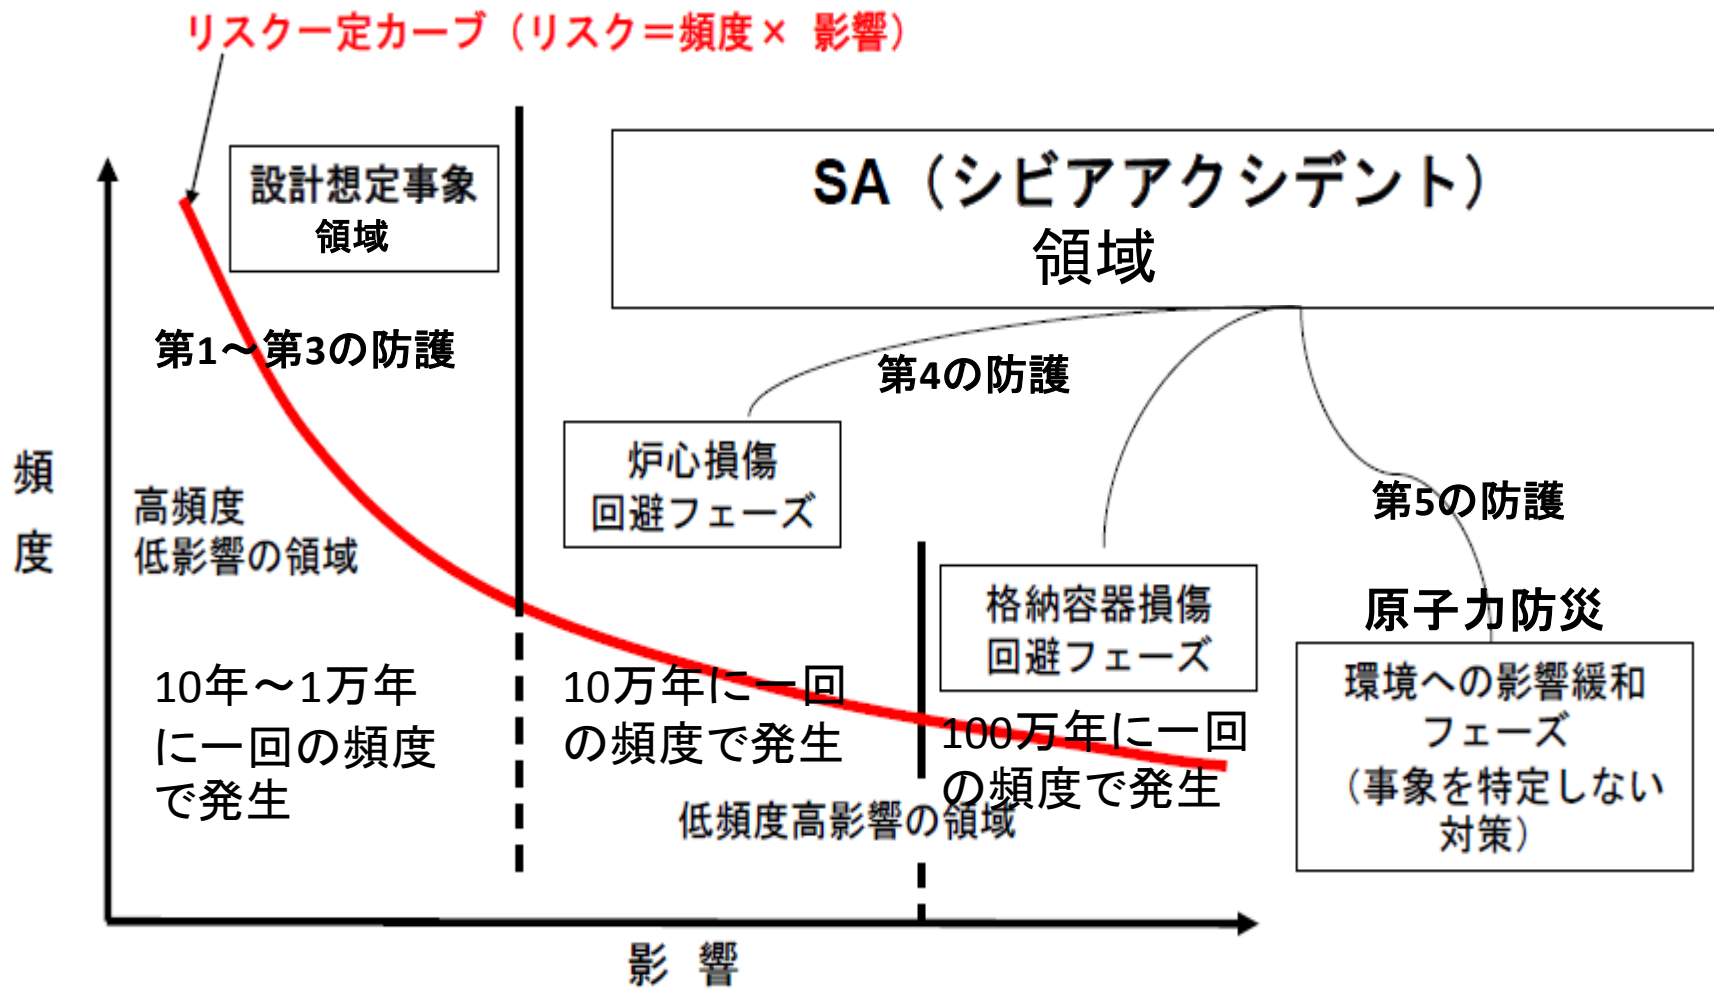 リスク一定カーブ（リスク＝頻度× 影響）
設計想定事象
領域
SA（シビアアクシデント）
領域
第1～第3の防護
第4の防護
炉心損傷
回避フェーズ
頻
度
高頻度
低影響の領域
第5の防護
格納容器損傷
回避フェーズ
原子力防災
10年～1万年
に一回の頻度
で発生
10万年に一回
の頻度で発生
100万年に一回
の頻度で発生
環境への影響緩和
フェーズ
（事象を特定しない
対策）
低頻度高影響の領域
影 響